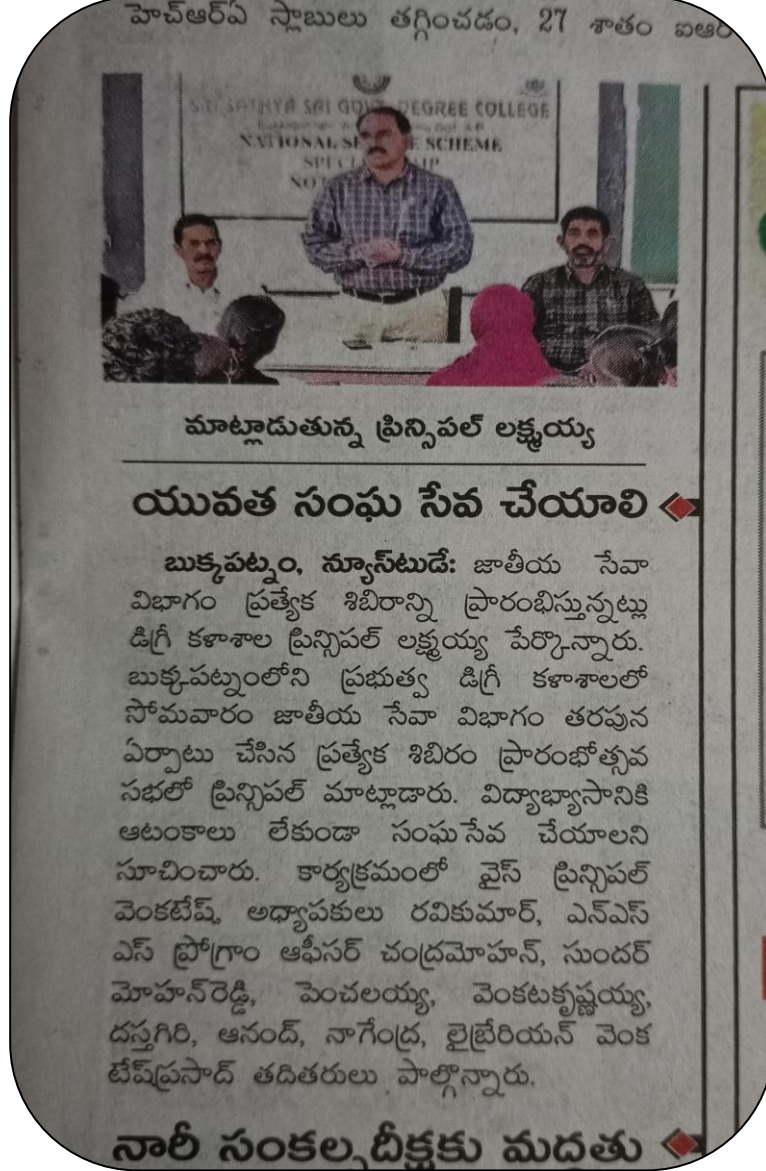 హెచ్ఆర్ఏ స్లాబులు తగ్గించడం, 27 శాతం ఐఆర్
SRI SATHYA SAI GOVT DEGREE COLLEGE
NATIONAL SE E SCHEME
మాట్లాడుతున్న ప్రిన్సిపల్ లక్ష్మయ్య
యువత సంఘ సేవ చేయాలి
బుక్కపట్నం, న్యూస్‌టుడే: జాతీయ సేవా
విభాగం ప్రత్యేక శిబిరాన్ని ప్రారంభిస్తున్నట్లు
డిగ్రీ కళాశాల ప్రిన్సిపల్ లక్ష్మయ్య పేర్కొన్నారు.
బుక్కపట్నంలోని ప్రభుత్వ డిగ్రీ కళాశాలలో
సోమవారం జాతీయ సేవా విభాగం తరపున
ఏర్పాటు చేసిన ప్రత్యేక శిబిరం ప్రారంభోత్సవ
సభలో ప్రిన్సిపల్ మాట్లాడారు. విద్యాభ్యాసానికి
ఆటంకాలు లేకుండా సంఘసేవ చేయాలని
సూచించారు. కార్యక్రమంలో వైస్ ప్రిన్సిపల్
వెంకటేష్, అధ్యాపకులు రవికుమార్, ఎన్ఎస్
ఎస్ ప్రోగ్రాం ఆఫీసర్ చంద్రమోహన్, సుందర్
మోహన్‌రెడ్డి, పెంచలయ్య, వెంకటకృష్ణయ్య,
దస్తగిరి, ఆనంద్, నాగేంద్ర, లైబ్రేరియన్ వెంక
టేష్‌ప్రసాద్ తదితరులు పాల్గొన్నారు.
నారీ సంకల్ప దీక్షకు మద్దతు